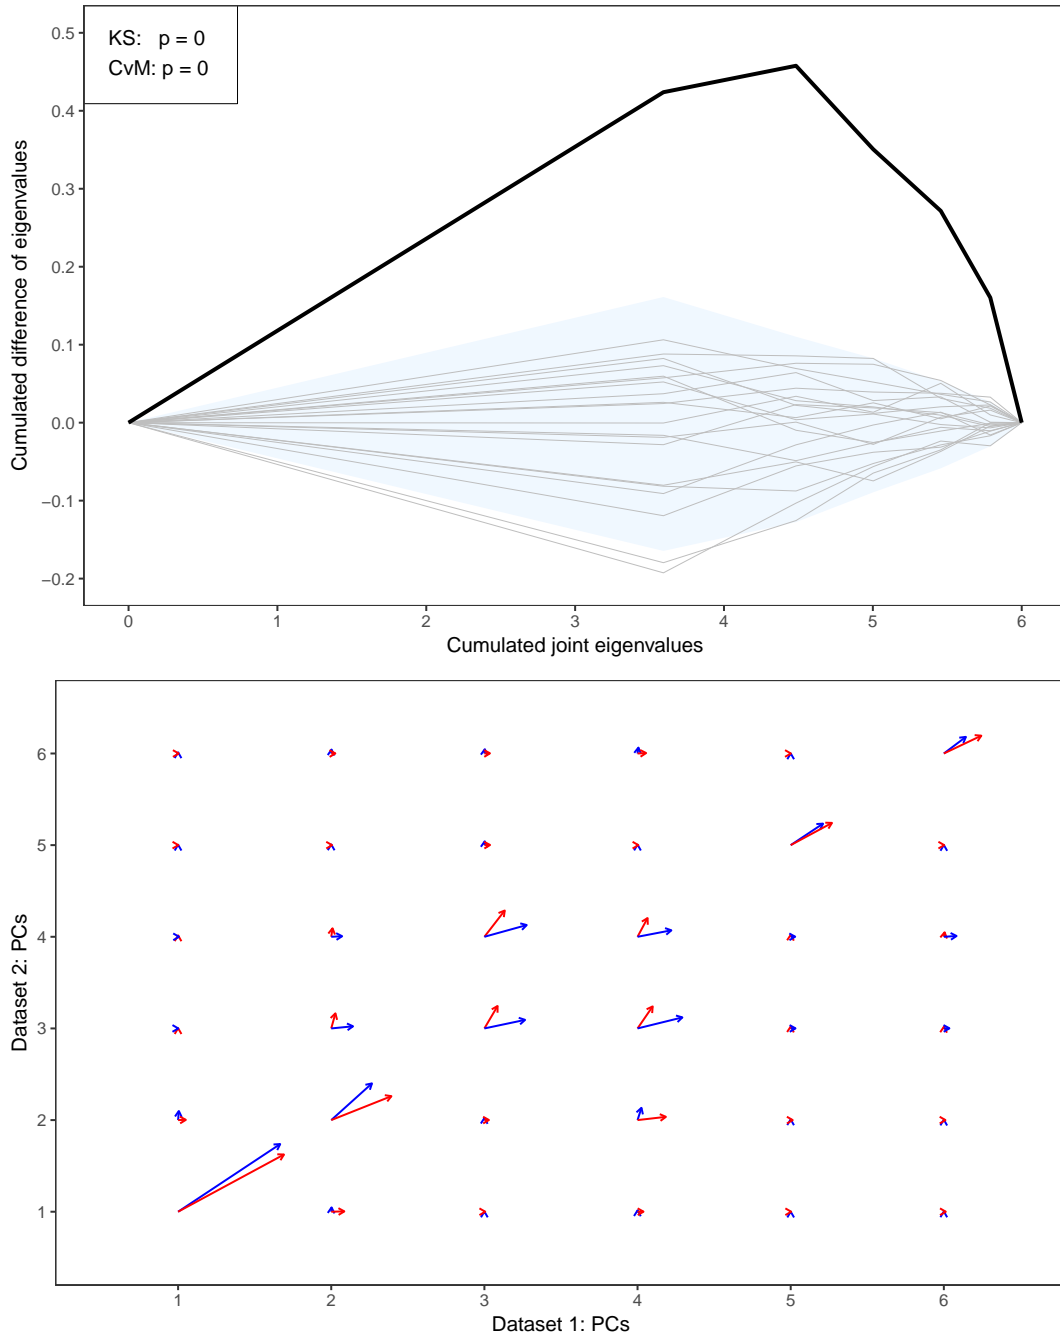 KS: p = 0
CvM: p = 0
0.5
0.4
0.3
0.2
0.1
0.0
−0.1
−0.2
Cumulated difference of eigenvalues
0 1 2 3 4 5 6
Cumulated joint eigenvalues
6
5
4
3
2
1
Dataset 2: PCs
1 2 3 4 5 6
Dataset 1: PCs